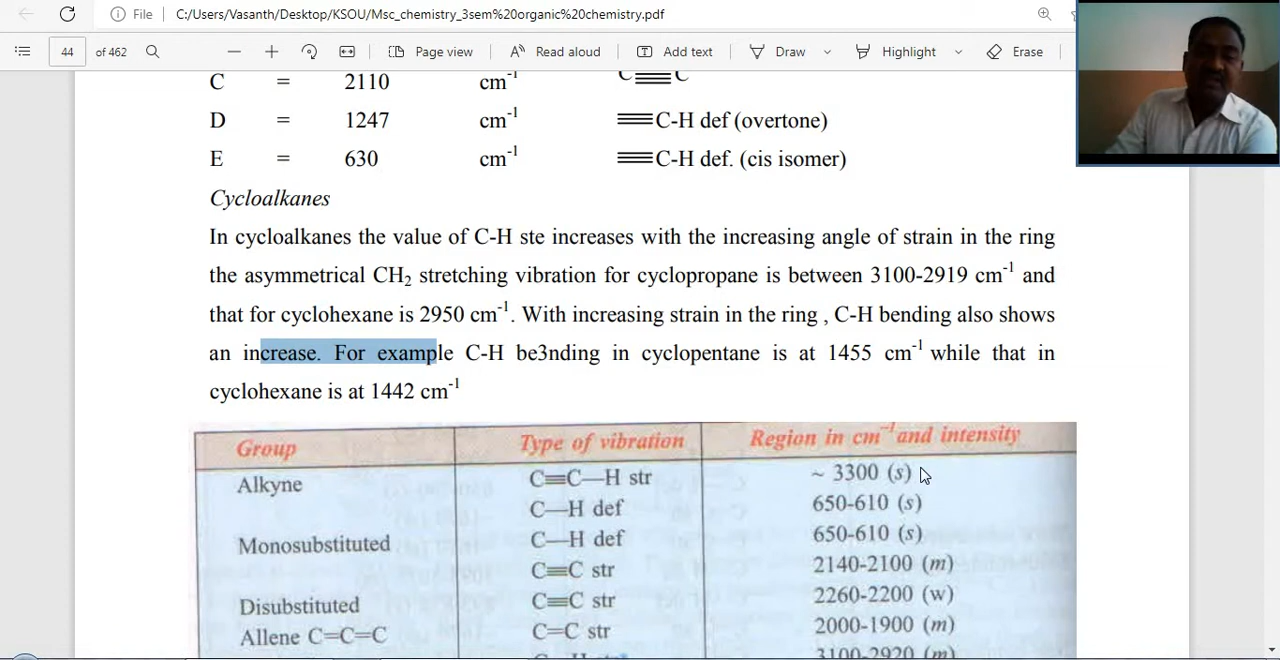 File C:/Users/Vasanth/Desktop/KSOU/Msc_chemistry_3sem%20organic%20chemistry.pdf
44 of 462 Page view Read aloud Add text Draw Highlight Erase
C = 2110 cm⁻¹ C≡C
D = 1247 cm⁻¹ ≡C-H def (overtone)
E = 630 cm⁻¹ ≡C-H def. (cis isomer)
Cycloalkanes
In cycloalkanes the value of C-H ste increases with the increasing angle of strain in the ring
the asymmetrical CH₂ stretching vibration for cyclopropane is between 3100-2919 cm⁻¹ and
that for cyclohexane is 2950 cm⁻¹. With increasing strain in the ring , C-H bending also shows
an increase. For example C-H be3nding in cyclopentane is at 1455 cm⁻¹ while that in
cyclohexane is at 1442 cm⁻¹
Group Type of vibration Region in cm⁻¹ and intensity
Alkyne C≡C—H str ~ 3300 (s)
C—H def 650-610 (s)
Monosubstituted C—H def 650-610 (s)
C≡C str 2140-2100 (m)
Disubstituted C≡C str 2260-2200 (w)
Allene C=C=C C=C str 2000-1900 (m)
3100-2920 (m)